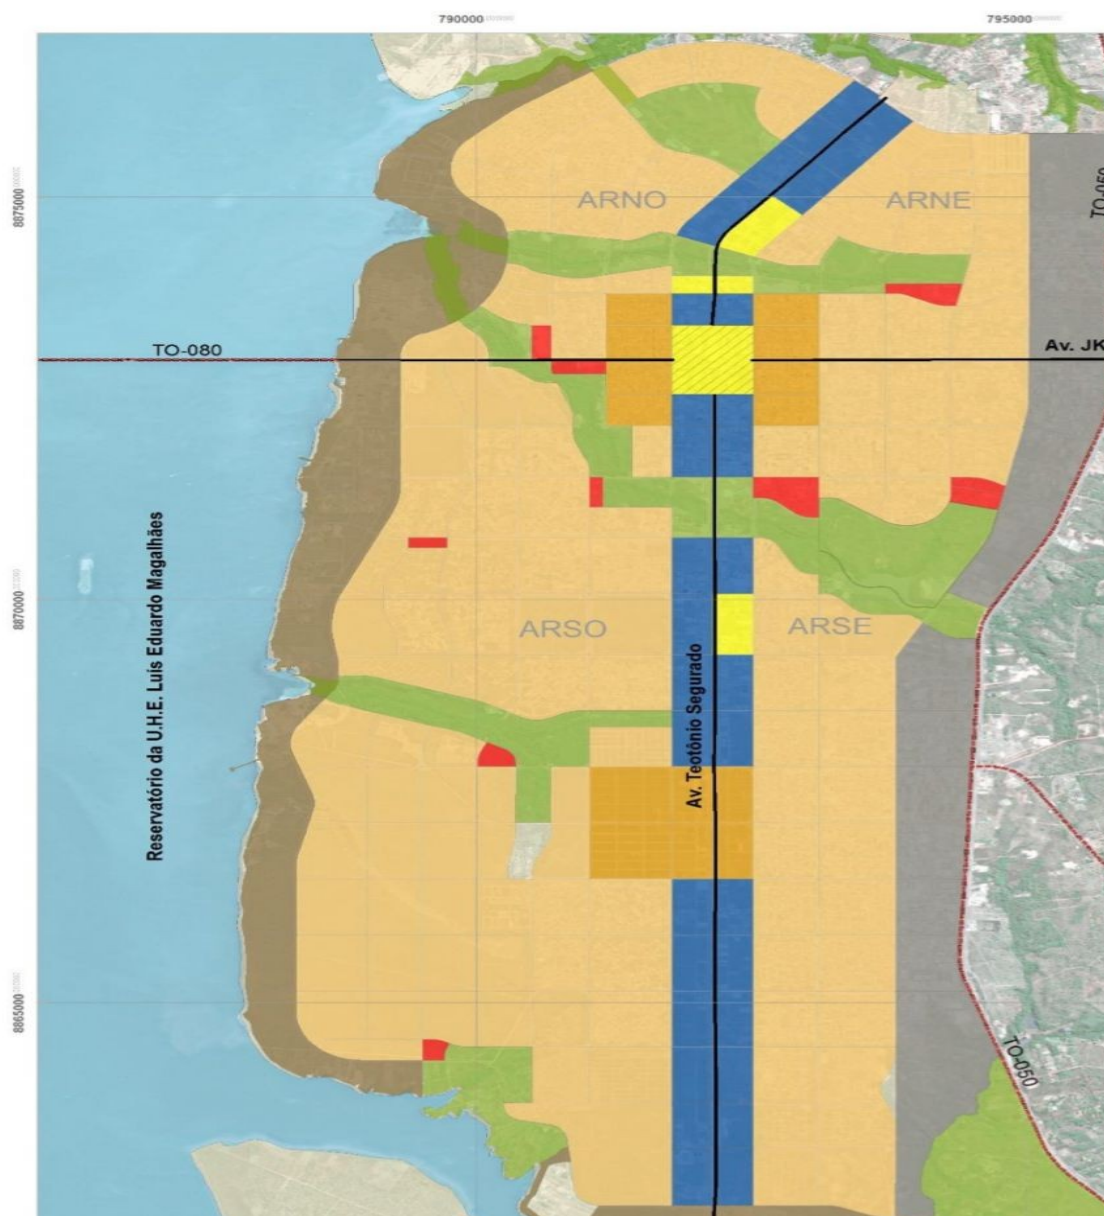 790000
795000
8875000
TO-050
ARNO
ARNE
TO-080
Av. JK
Reservatório da U.H.E. Luís Eduardo Magalhães
8870000
ARSO
ARSE
Av. Teotônio Segurado
8865000
TO-050